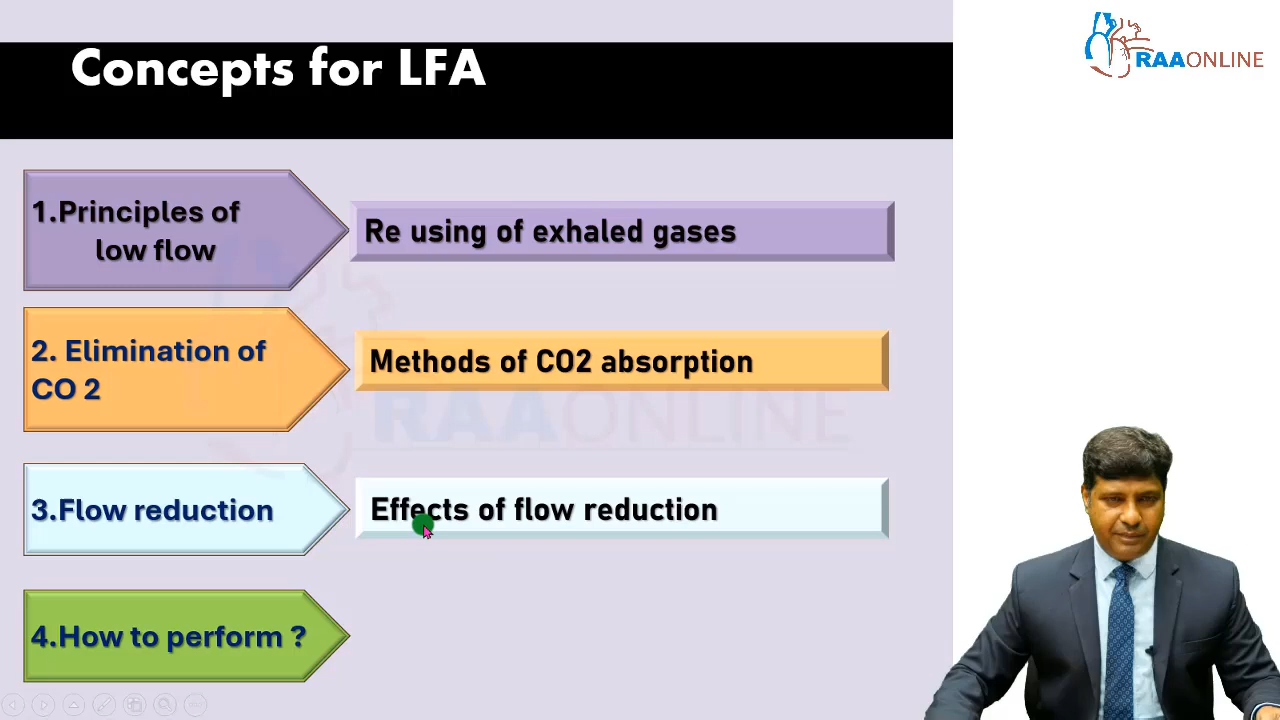 Concepts for LFA
RAAONLINE
1.Principles of
low flow
Re using of exhaled gases
2. Elimination of
CO 2
Methods of CO2 absorption
RAAONLINE
3.Flow reduction
Effects of flow reduction
4.How to perform ?